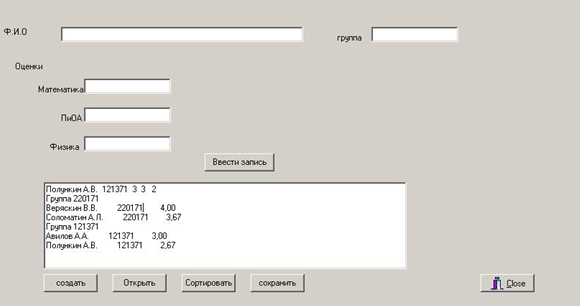 Ф.И.О
группа
Оценки
Математика
ПиОА
Физика
Ввести запись
Полункин А.В. 121371 3 3 2
Группа 220171
Веряскин В.В. 220171 4,00
Соломатин А.Л. 220171 3,67
Группа 121371
Авилов А.А. 121371 3,00
Полункин А.В. 121371 2,67
создать Открыть Сортировать сохранить Close